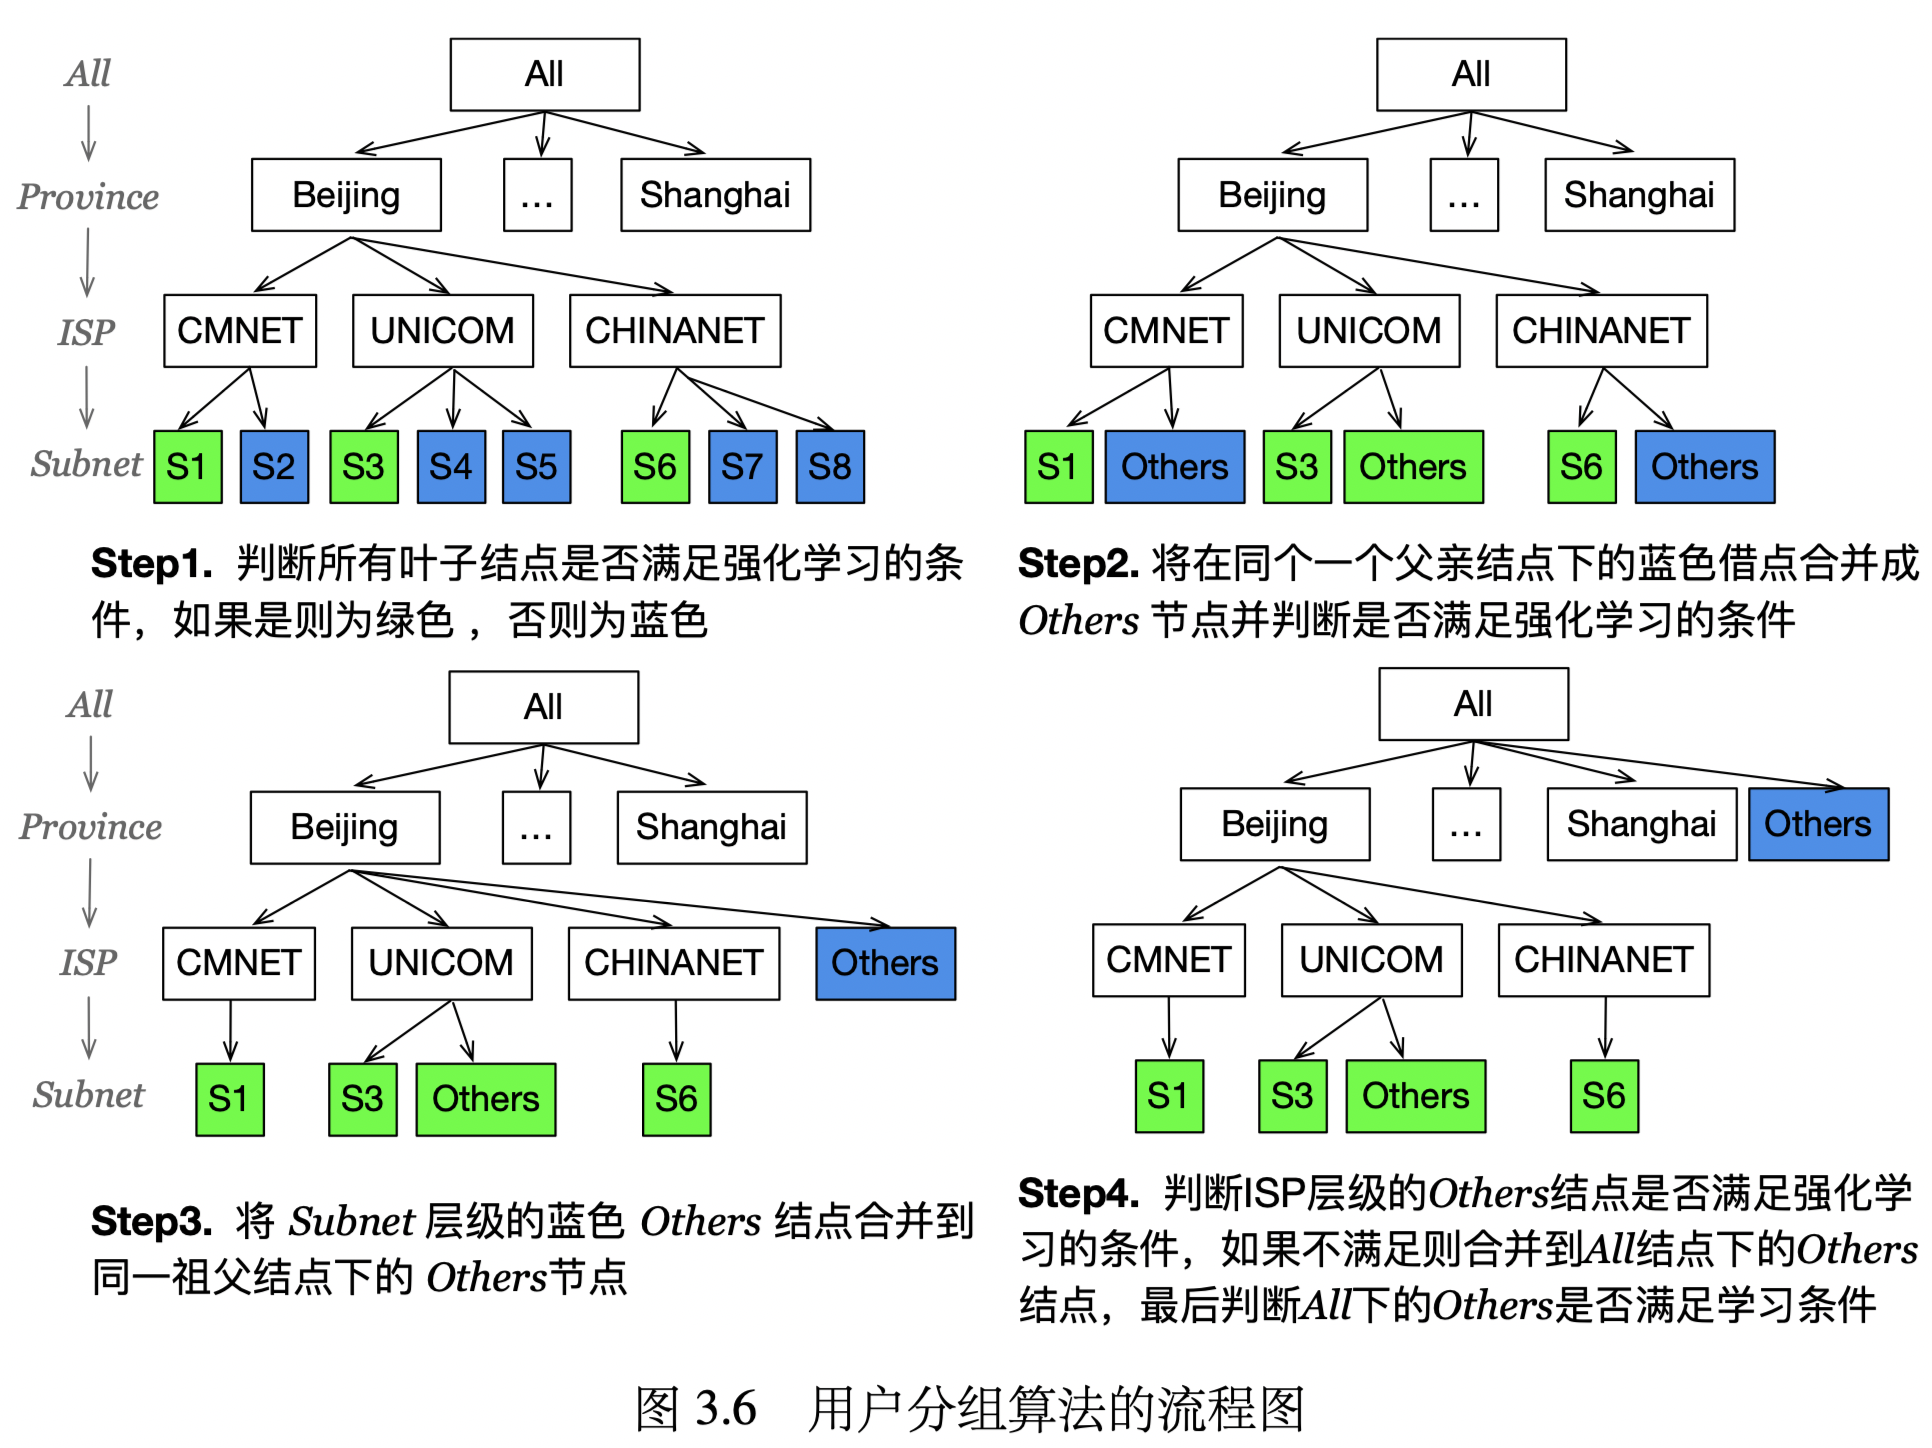 All
Province
ISP
Subnet
All
Beijing
...
Shanghai
CMNET
UNICOM
CHINANET
S1
S2
S3
S4
S5
S6
S7
S8
Step1. 判断所有叶子结点是否满足强化学习的条
件，如果是则为绿色 ，否则为蓝色
All
Beijing
...
Shanghai
CMNET
UNICOM
CHINANET
S1
Others
S3
Others
S6
Others
Step2. 将在同个一个父亲结点下的蓝色借点合并成
Others 节点并判断是否满足强化学习的条件
All
Province
ISP
Subnet
All
Beijing
...
Shanghai
CMNET
UNICOM
CHINANET
Others
S1
S3
Others
S6
Step3. 将 Subnet 层级的蓝色 Others 结点合并到
同一祖父结点下的 Others节点
All
Beijing
...
Shanghai
Others
CMNET
UNICOM
CHINANET
S1
S3
Others
S6
Step4. 判断ISP层级的Others结点是否满足强化学
习的条件，如果不满足则合并到All结点下的Others
结点，最后判断All下的Others是否满足学习条件
图 3.6 用户分组算法的流程图